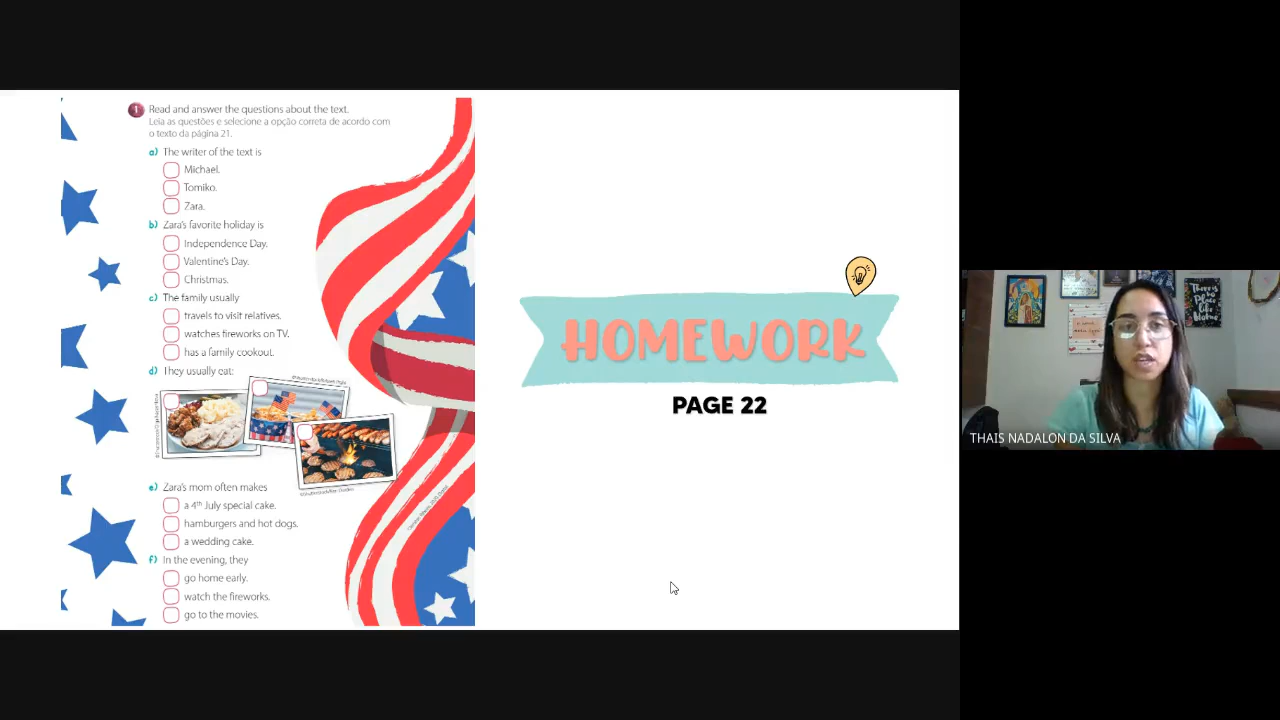 1 Read and answer the questions about the text.
Leia as questões e selecione a opção correta de acordo com
o texto da página 21.
a) The writer of the text is
Michael.
Tomiko.
Zara.
b) Zara's favorite holiday is
Independence Day.
Valentine's Day.
Christmas.
c) The family usually
travels to visit relatives.
watches fireworks on TV.
has a family cookout.
d) They usually eat:
e) Zara's mom often makes
a 4th July special cake.
hamburgers and hot dogs.
a wedding cake.
f) In the evening, they
go home early.
watch the fireworks.
go to the movies.
HOMEWORK
PAGE 22
THAIS NADALON DA SILVA